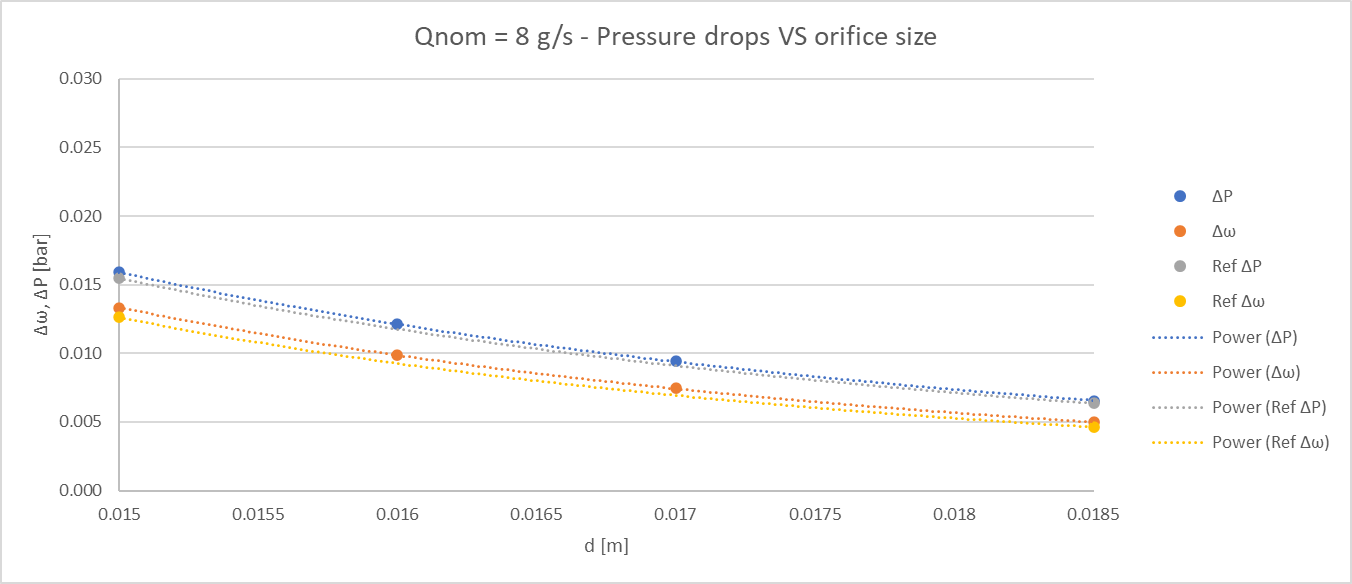 Qnom = 8 g/s - Pressure drops VS orifice size
Δω, ΔP [bar]
0.030
0.025
0.020
0.015
0.010
0.005
0.000
0.015 0.0155 0.016 0.0165 0.017 0.0175 0.018 0.0185
d [m]
ΔP
Δω
Ref ΔP
Ref Δω
Power (ΔP)
Power (Δω)
Power (Ref ΔP)
Power (Ref Δω)